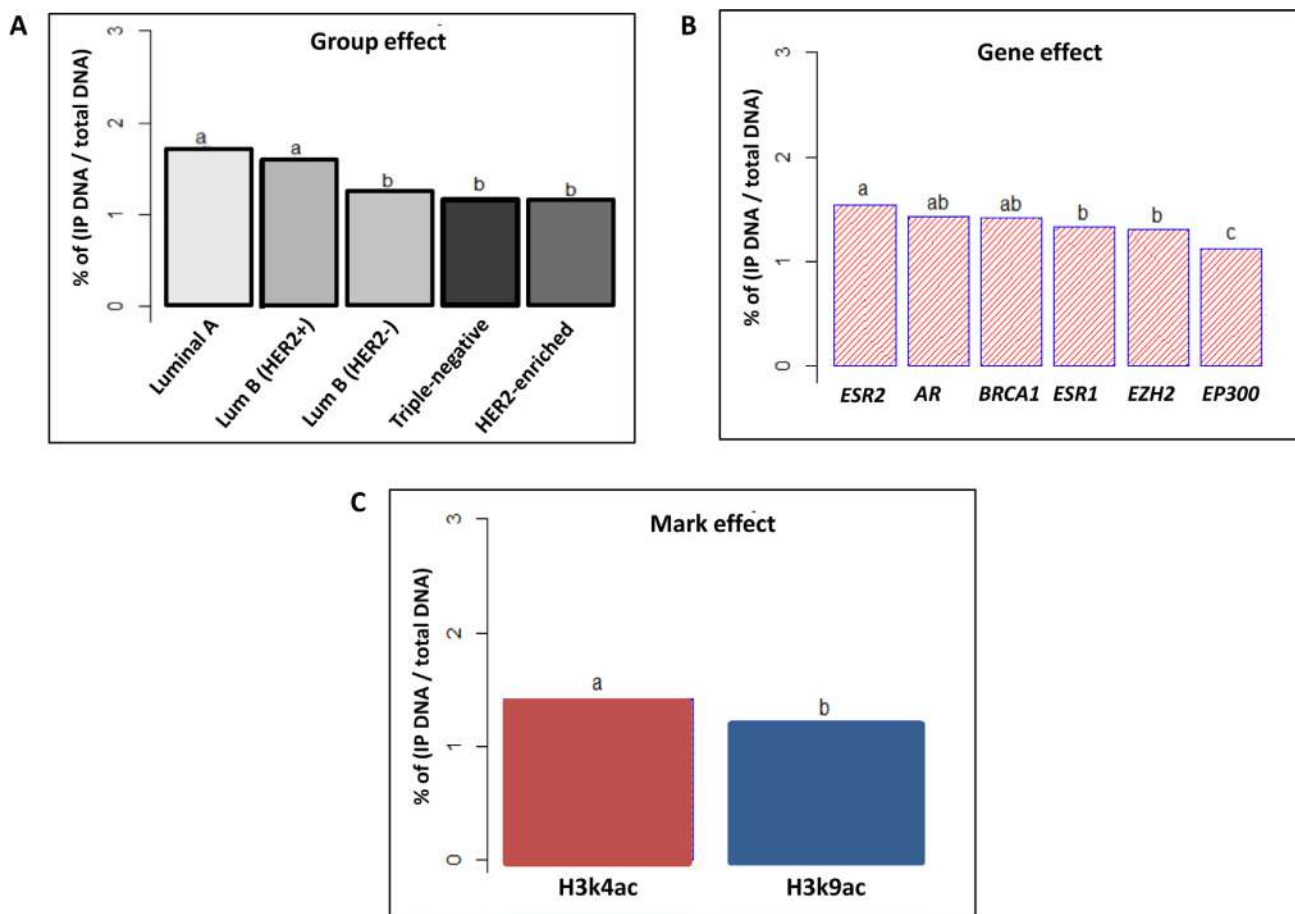 A
Group effect
% of (IP DNA / total DNA)
3
2
1
0
a
a
b
b
b
Luminal A
Lum B (HER2+)
Lum B (HER2-)
Triple-negative
HER2-enriched
B
Gene effect
% of (IP DNA / total DNA)
3
2
1
0
a
ab
ab
b
b
c
ESR2
AR
BRCA1
ESR1
EZH2
EP300
C
Mark effect
% of (IP DNA / total DNA)
3
2
1
0
a
b
H3k4ac
H3k9ac